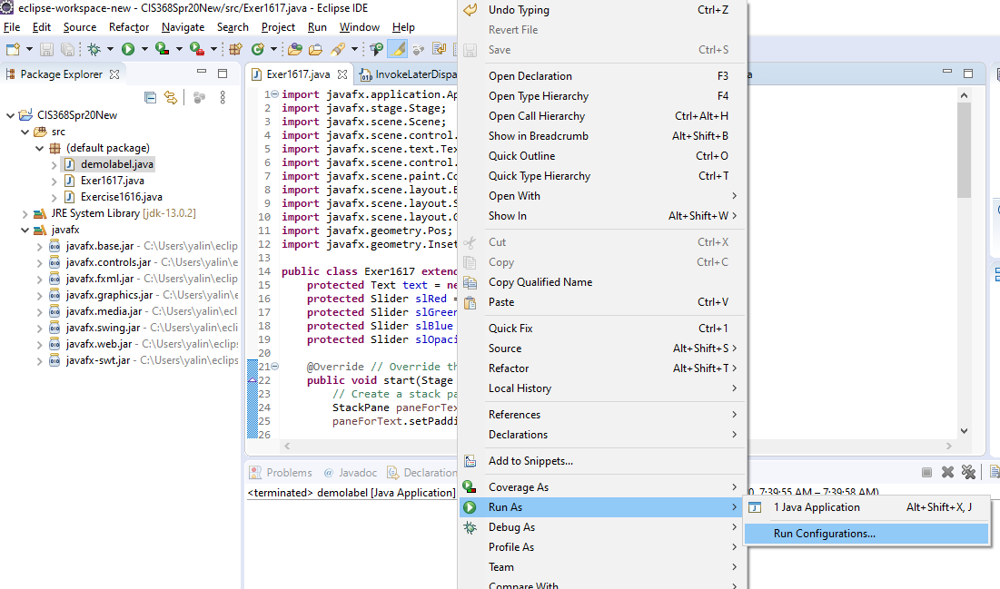 eclipse-workspace-new - CIS368Spr20New/src/Exer1617.java - Eclipse IDE
File Edit Source Refactor Navigate Search Project Run Window Help
Package Explorer
CIS368Spr20New
src
(default package)
demolabel.java
Exer1617.java
Exercise1616.java
JRE System Library [jdk-13.0.2]
javafx
javafx.base.jar - C:\Users\yalin\eclip
javafx.controls.jar - C:\Users\yalin\e
javafx.fxml.jar - C:\Users\yalin\eclip
javafx.graphics.jar - C:\Users\yalin\e
javafx.media.jar - C:\Users\yalin\ecl
javafx.swing.jar - C:\Users\yalin\ecli
javafx.web.jar - C:\Users\yalin\eclips
javafx-swt.jar - C:\Users\yalin\eclips
Exer1617.java InvokeLaterDispa
1 import javafx.application.Ap
2 import javafx.stage.Stage;
3 import javafx.scene.Scene;
4 import javafx.scene.control.
5 import javafx.scene.text.Tex
6 import javafx.scene.control.
7 import javafx.scene.paint.Co
8 import javafx.scene.layout.B
9 import javafx.scene.layout.S
10 import javafx.scene.layout.G
11 import javafx.geometry.Pos;
12 import javafx.geometry.Inset
13
14 public class Exer1617 extend
15 protected Text text = ne
16 protected Slider slRed =
17 protected Slider slGreen
18 protected Slider slBlue
19 protected Slider slOpaci
20
21 @Override // Override th
22 public void start(Stage
23 // Create a stack pa
24 StackPane paneForTex
25 paneForText.setPaddi
26
Problems @ Javadoc Declaration
<terminated> demolabel [Java Application]
0, 7:39:55 AM – 7:39:58 AM)
Undo Typing Ctrl+Z
Revert File
Save Ctrl+S
Open Declaration F3
Open Type Hierarchy F4
Open Call Hierarchy Ctrl+Alt+H
Show in Breadcrumb Alt+Shift+B
Quick Outline Ctrl+O
Quick Type Hierarchy Ctrl+T
Open With
Show In Alt+Shift+W
Cut Ctrl+X
Copy Ctrl+C
Copy Qualified Name
Paste Ctrl+V
Quick Fix Ctrl+1
Source Alt+Shift+S
Refactor Alt+Shift+T
Local History
References
Declarations
Add to Snippets...
Coverage As
Run As
Debug As
Profile As
Team
Compare With
1 Java Application Alt+Shift+X, J
Run Configurations...